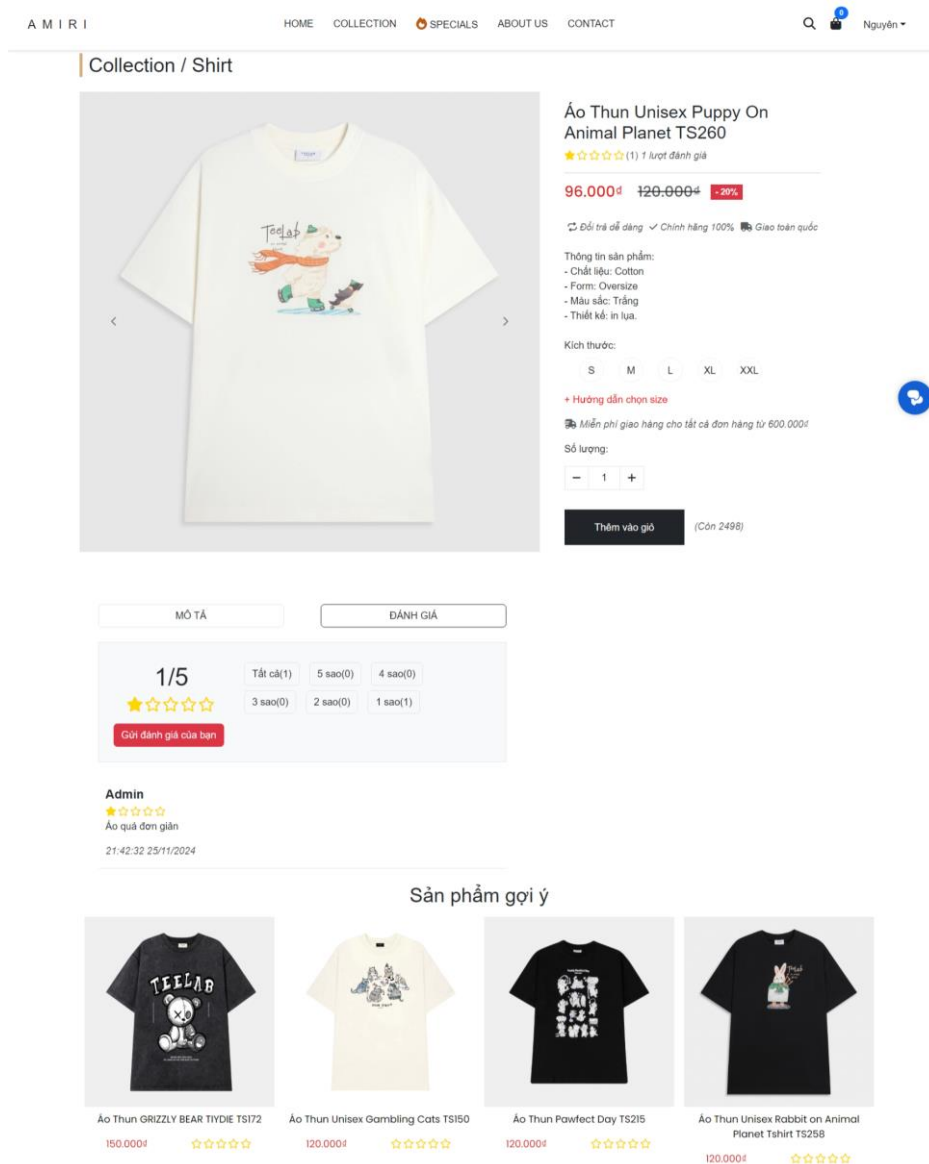 AMIRI
HOME COLLECTION SPECIALS ABOUT US CONTACT
0
Nguyên
Collection / Shirt
Áo Thun Unisex Puppy On
Animal Planet TS260
(1) 1 lượt đánh giá
96.000₫ 120.000₫ - 20%
Đổi trả dễ dàng Chính hãng 100% Giao toàn quốc
Thông tin sản phẩm:
- Chất liệu: Cotton
- Form: Oversize
- Màu sắc: Trắng
- Thiết kế: in lụa.
Kích thước:
S M L XL XXL
+ Hướng dẫn chọn size
Miễn phí giao hàng cho tất cả đơn hàng từ 600.000₫
Số lượng:
− 1 +
Thêm vào giỏ (Còn 2498)
TeeLab
MÔ TẢ ĐÁNH GIÁ
1/5
Tất cả(1) 5 sao(0) 4 sao(0)
3 sao(0) 2 sao(0) 1 sao(1)
Gửi đánh giá của bạn
Admin
Áo quá đơn giản
21:42:32 25/11/2024
Sản phẩm gợi ý
TEELAB
Áo Thun GRIZZLY BEAR TIYDIE TS172
150.000₫
Áo Thun Unisex Gambling Cats TS150
120.000₫
Áo Thun Pawfect Day TS215
120.000₫
TeeLab
Áo Thun Unisex Rabbit on Animal
Planet Tshirt TS258
120.000₫